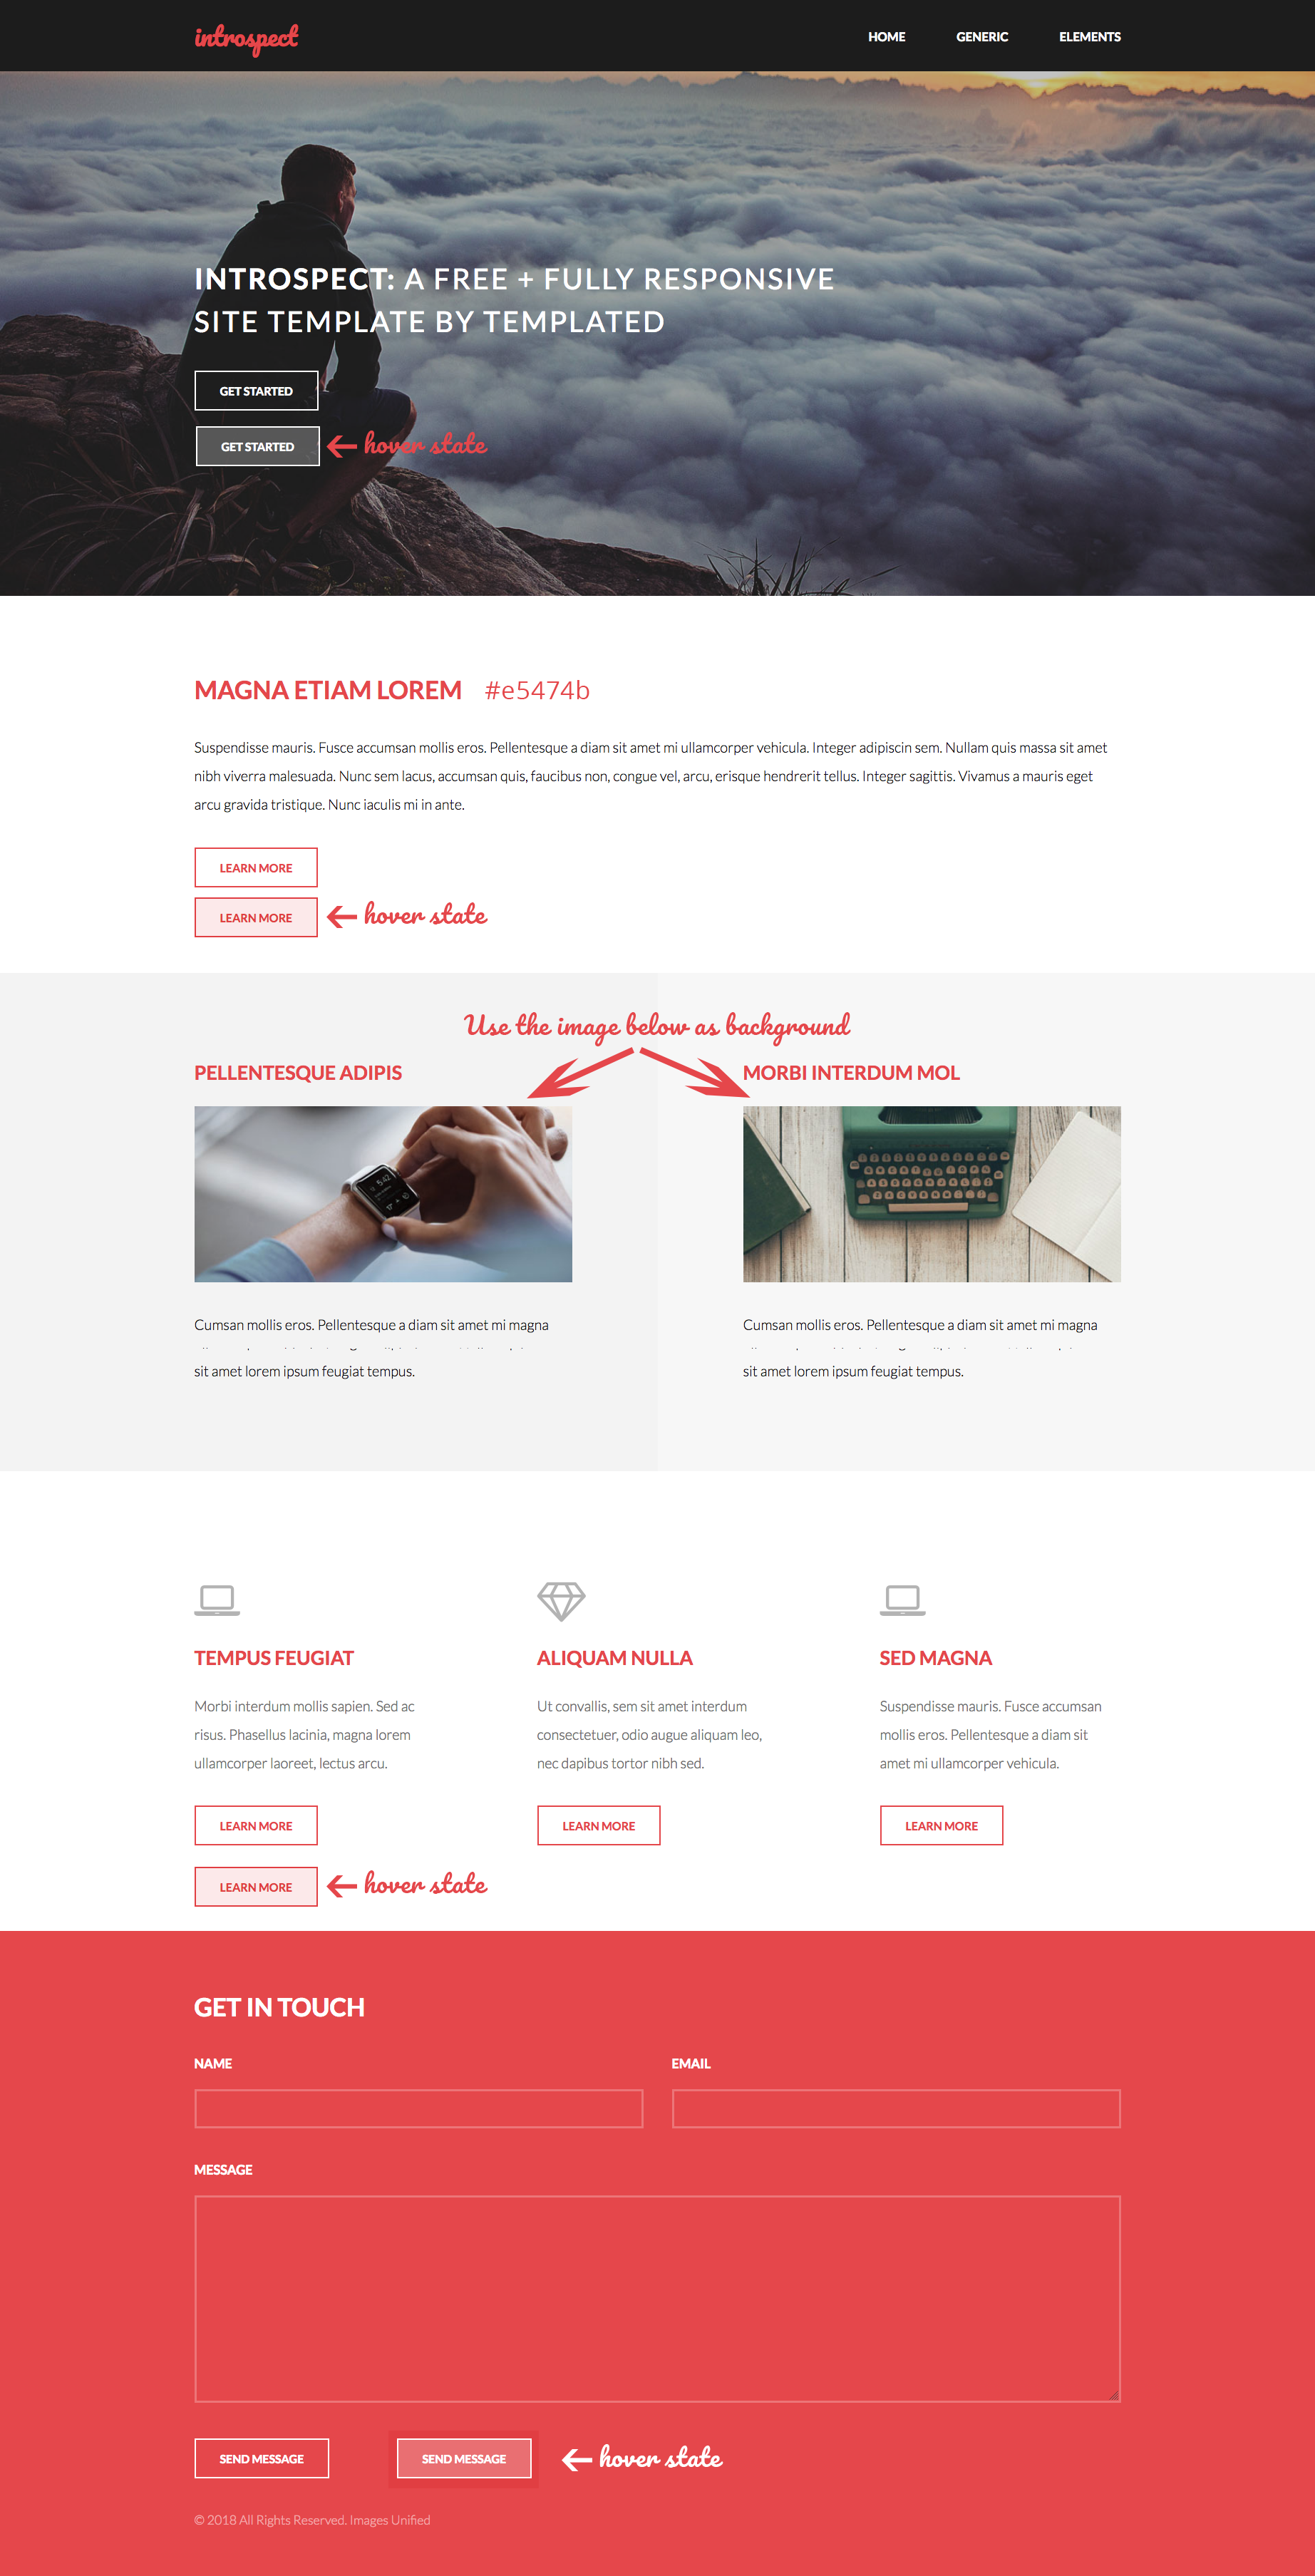 introspect
HOME GENERIC ELEMENTS
INTROSPECT: A FREE + FULLY RESPONSIVE
SITE TEMPLATE BY TEMPLATED
GET STARTED
GET STARTED
hover state
MAGNA ETIAM LOREM #e5474b
Suspendisse mauris. Fusce accumsan mollis eros. Pellentesque a diam sit amet mi ullamcorper vehicula. Integer adipiscin sem. Nullam quis massa sit amet
nibh viverra malesuada. Nunc sem lacus, accumsan quis, faucibus non, congue vel, arcu, erisque hendrerit tellus. Integer sagittis. Vivamus a mauris eget
arcu gravida tristique. Nunc iaculis mi in ante.
LEARN MORE
LEARN MORE
hover state
Use the image below as background
PELLENTESQUE ADIPIS
5:42
Cumsan mollis eros. Pellentesque a diam sit amet mi magna
sit amet lorem ipsum feugiat tempus.
MORBI INTERDUM MOL
Cumsan mollis eros. Pellentesque a diam sit amet mi magna
sit amet lorem ipsum feugiat tempus.
TEMPUS FEUGIAT
Morbi interdum mollis sapien. Sed ac
risus. Phasellus lacinia, magna lorem
ullamcorper laoreet, lectus arcu.
LEARN MORE
LEARN MORE
hover state
ALIQUAM NULLA
Ut convallis, sem sit amet interdum
consectetuer, odio augue aliquam leo,
nec dapibus tortor nibh sed.
LEARN MORE
SED MAGNA
Suspendisse mauris. Fusce accumsan
mollis eros. Pellentesque a diam sit
amet mi ullamcorper vehicula.
LEARN MORE
GET IN TOUCH
NAME
EMAIL
MESSAGE
SEND MESSAGE
SEND MESSAGE
hover state
© 2018 All Rights Reserved. Images Unified